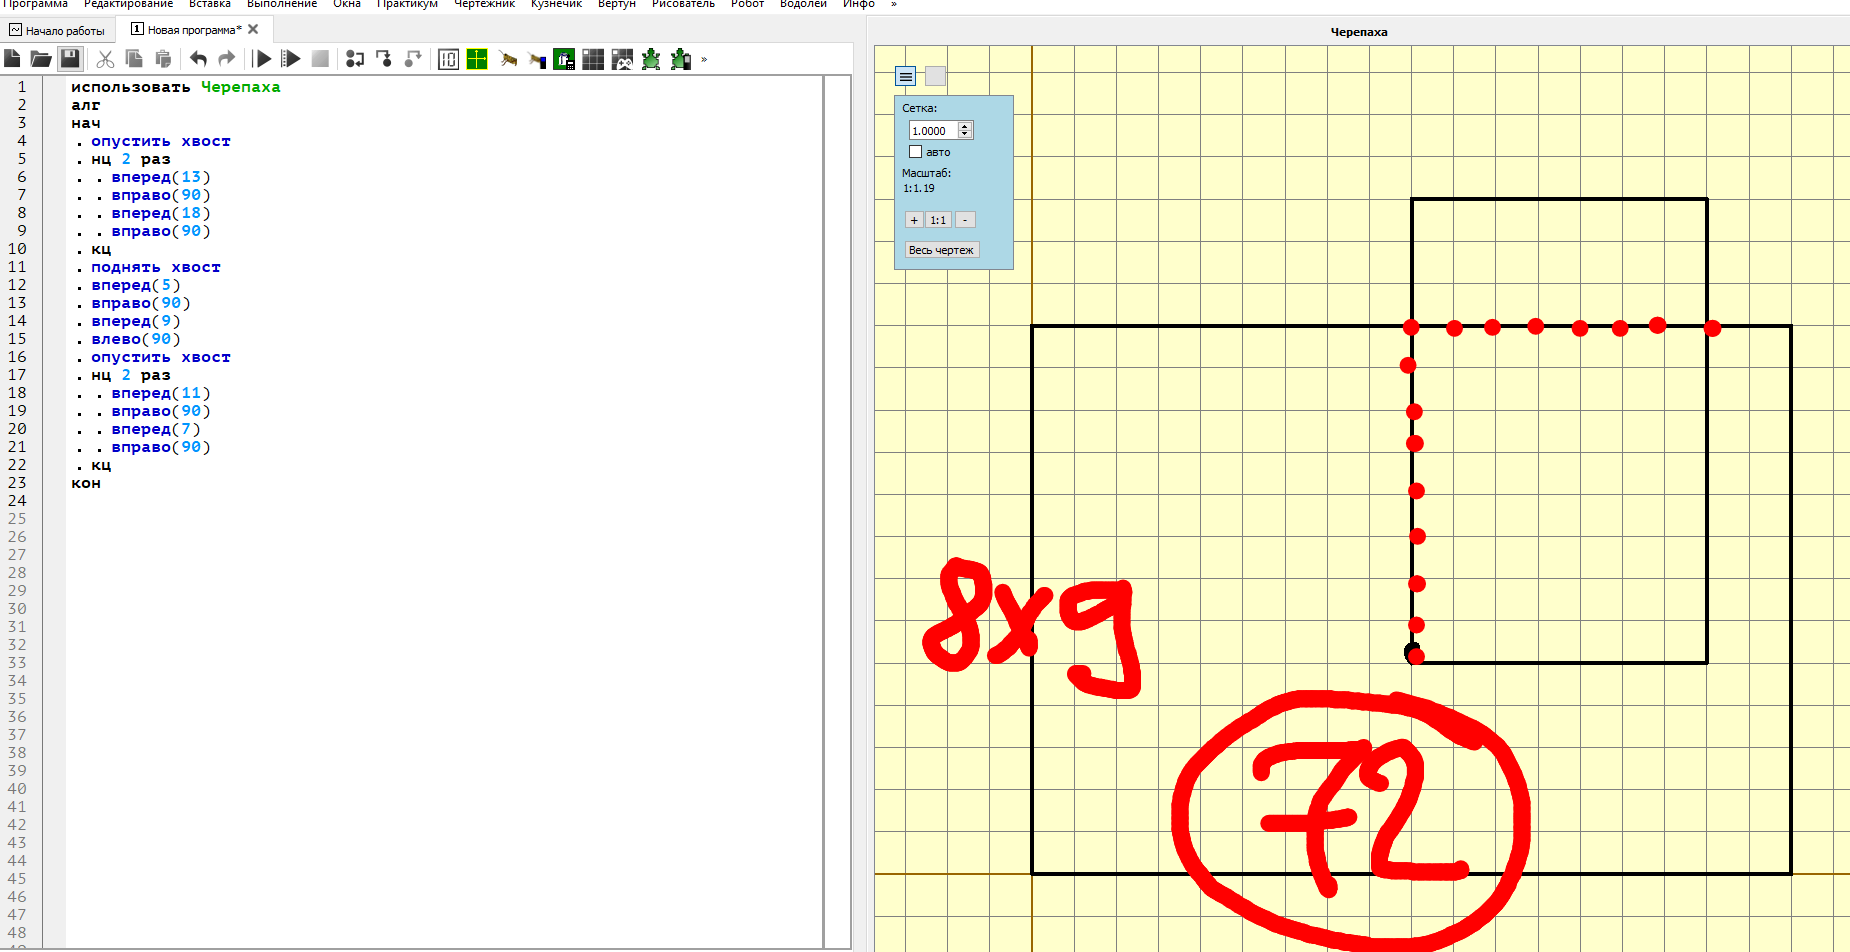 Программа Редактирование Вставка Выполнение Окна Практикум Чертежник Кузнечик Вертун Рисователь Робот Водолей Инфо »
Начало работы
1 Новая программа*
»
1 использовать Черепаха
2 алг
3 нач
4 . опустить хвост
5 . нц 2 раз
6 . . вперед(13)
7 . . вправо(90)
8 . . вперед(18)
9 . . вправо(90)
10 . кц
11 . поднять хвост
12 . вперед(5)
13 . вправо(90)
14 . вперед(9)
15 . влево(90)
16 . опустить хвост
17 . нц 2 раз
18 . . вперед(11)
19 . . вправо(90)
20 . . вперед(7)
21 . . вправо(90)
22 . кц
23 кон
24
25
26
27
28
29
30
31
32
33
34
35
36
37
38
39
40
41
42
43
44
45
46
47
48
Черепаха
Сетка:
1.0000
авто
Масштаб:
1:1.19
+ 1:1 -
Весь чертеж
8x9
72